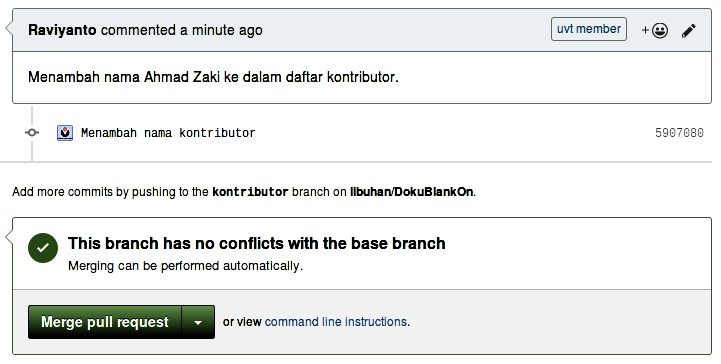 Raviyanto commented a minute ago uvt member
Menambah nama Ahmad Zaki ke dalam daftar kontributor.
Menambah nama kontributor 5907080
Add more commits by pushing to the kontributor branch on libuhan/DokuBlankOn.
This branch has no conflicts with the base branch
Merging can be performed automatically.
Merge pull request or view command line instructions.